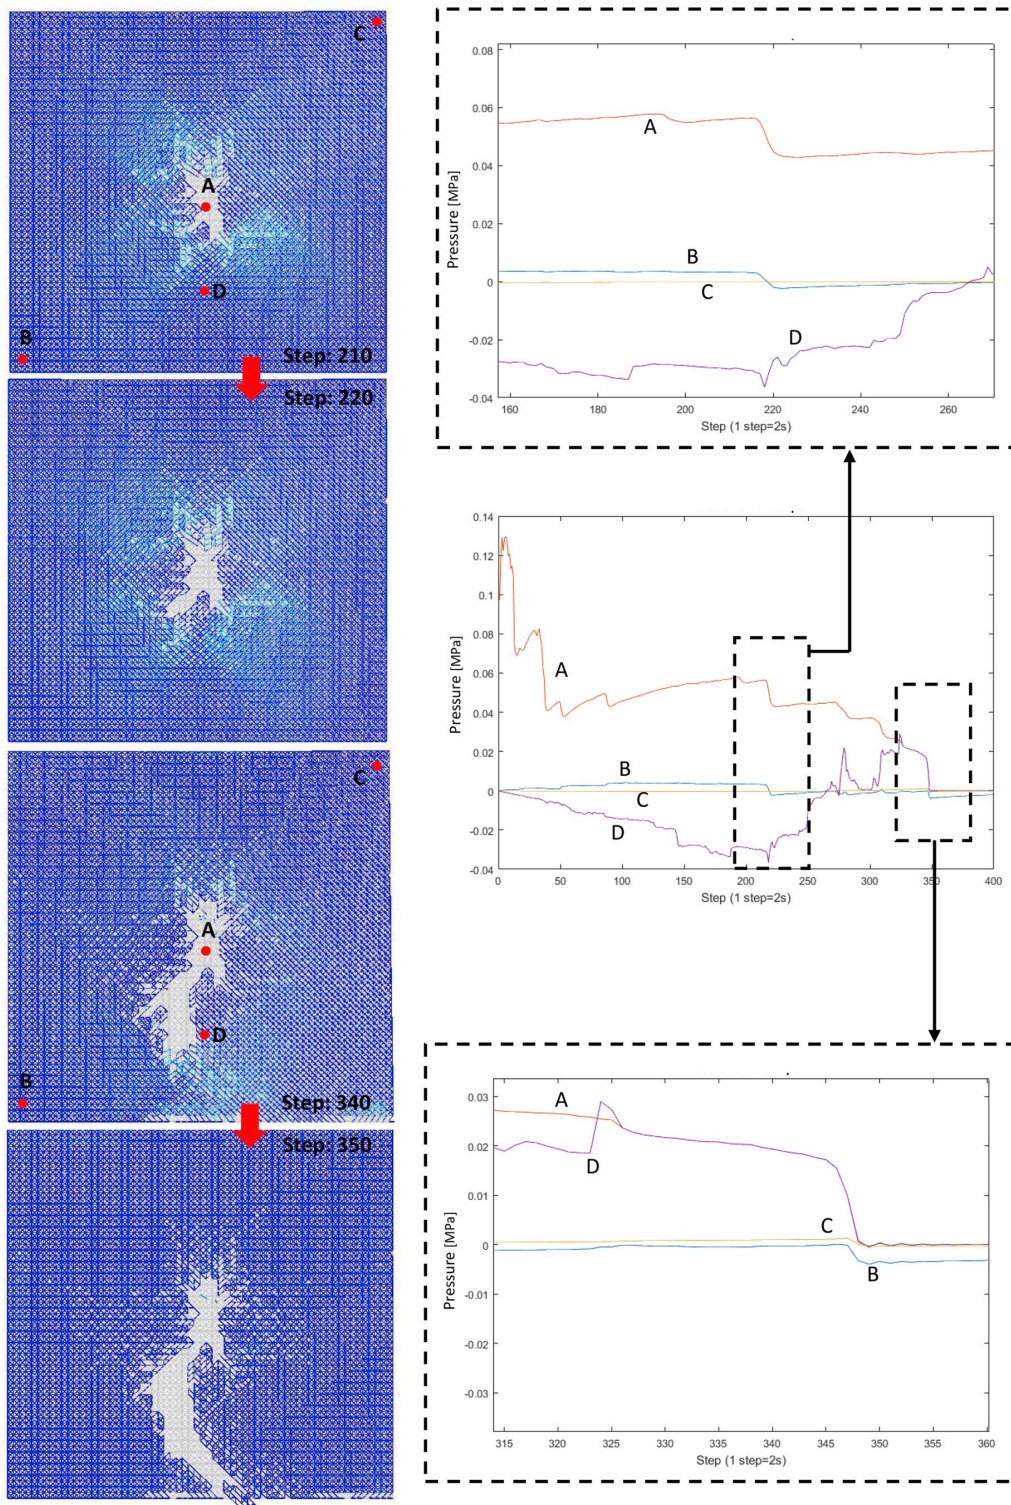 C
A
D
B
Step: 210
Step: 220
C
A
D
B
Step: 340
Step: 350
0.08
0.06
0.04
0.02
0
-0.02
-0.04
Pressure [MPa]
A
B
C
D
160
180
200
220
240
260
Step (1 step=2s)
0.14
0.12
0.1
0.08
0.06
0.04
0.02
0
-0.02
-0.04
Pressure [MPa]
A
B
C
D
0
50
100
150
200
250
300
350
400
Step (1 step=2s)
0.03
0.02
0.01
0
-0.01
-0.02
-0.03
Pressure [MPa]
A
D
C
B
315
320
325
330
335
340
345
350
355
360
Step (1 step=2s)